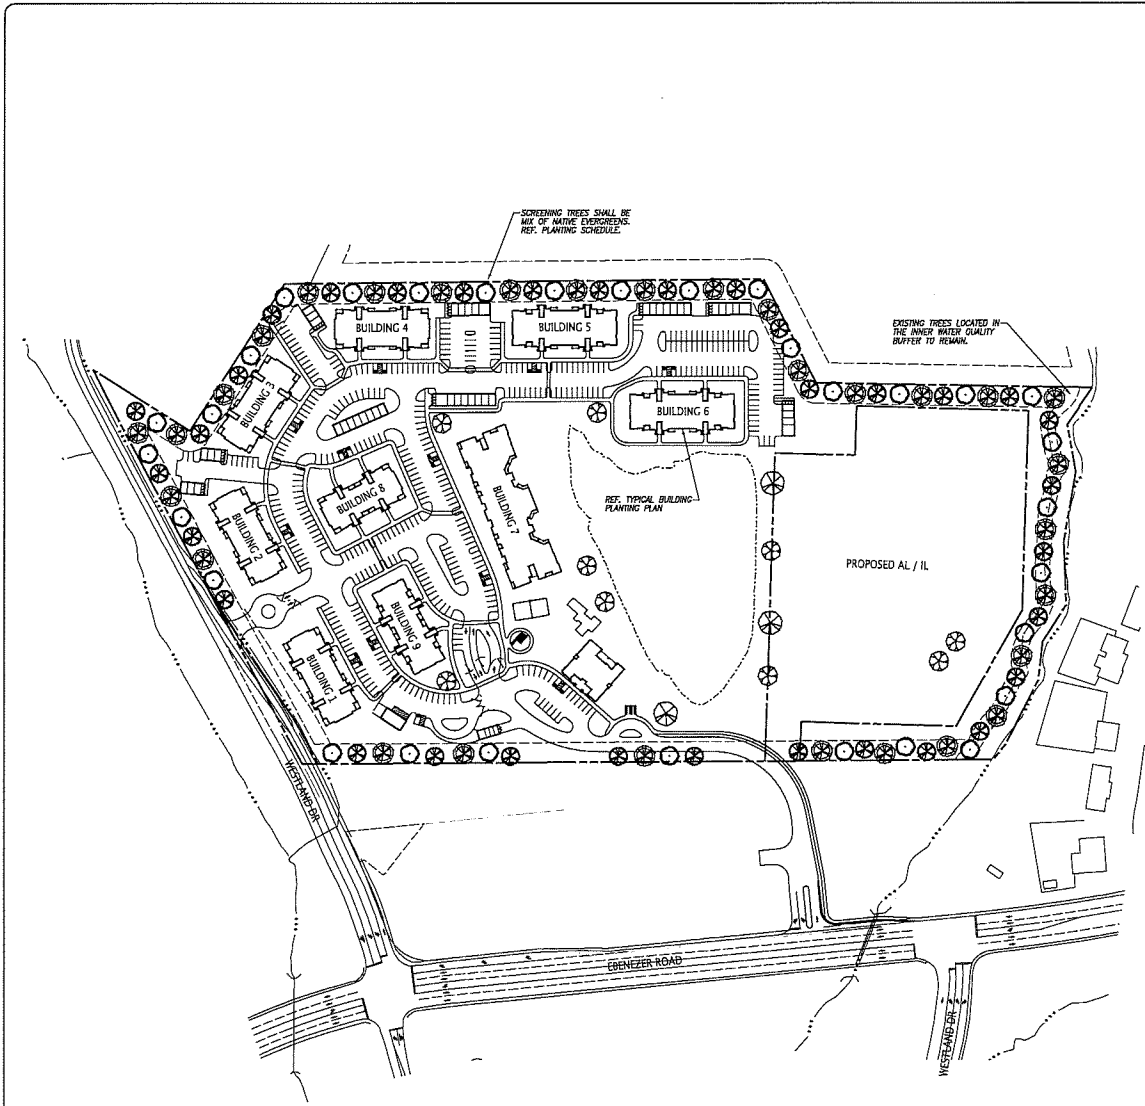 SCREENING TREES SHALL BE
MIX OF NATIVE EVERGREENS.
REF. PLANTING SCHEDULE.
BUILDING 4
BUILDING 5
EXISTING TREES LOCATED IN
THE INNER WATER QUALITY
BUFFER TO REMAIN.
BUILDING 3
BUILDING 6
BUILDING 8
BUILDING 7
REF. TYPICAL BUILDING
PLANTING PLAN
BUILDING 2
PROPOSED AL / IL
BUILDING 9
BUILDING 1
WESTLAND DR
EBENEZER ROAD
WESTLAND DR